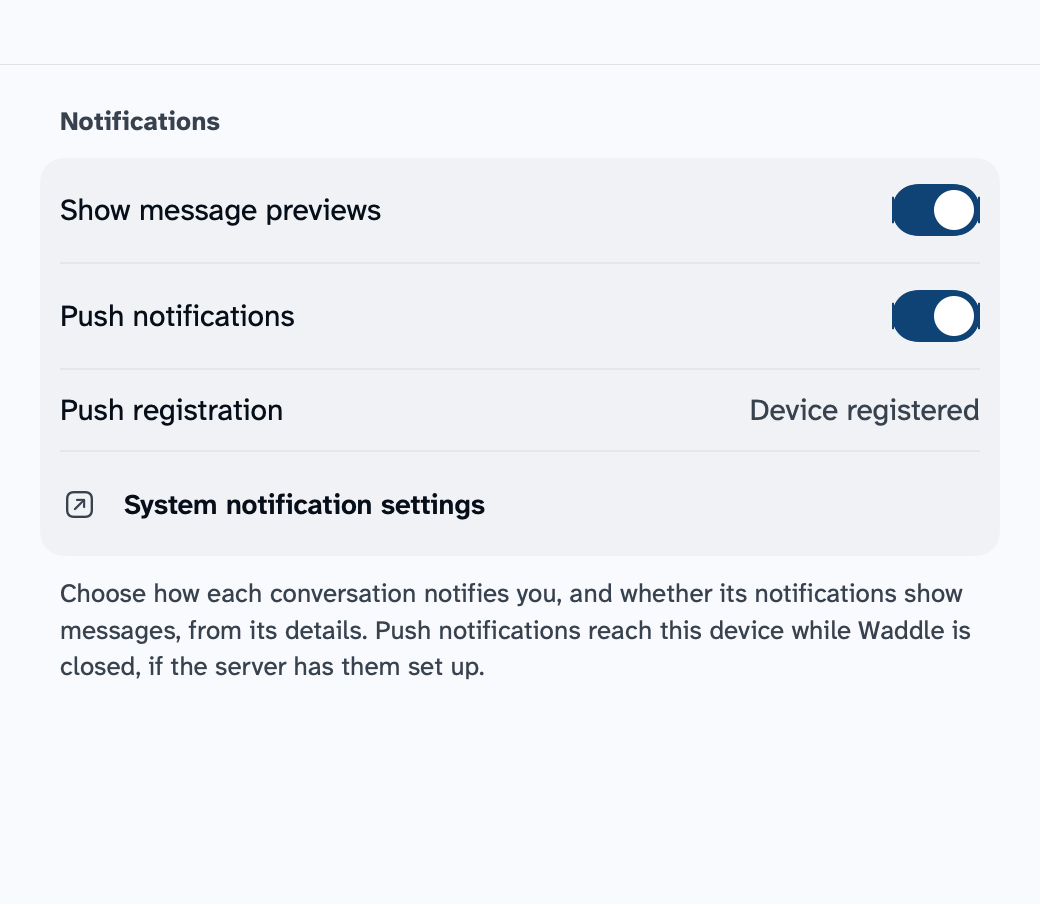 Notifications
Show message previews
Push notifications
Push registration
Device registered
System notification settings
Choose how each conversation notifies you, and whether its notifications show
messages, from its details. Push notifications reach this device while Waddle is
closed, if the server has them set up.